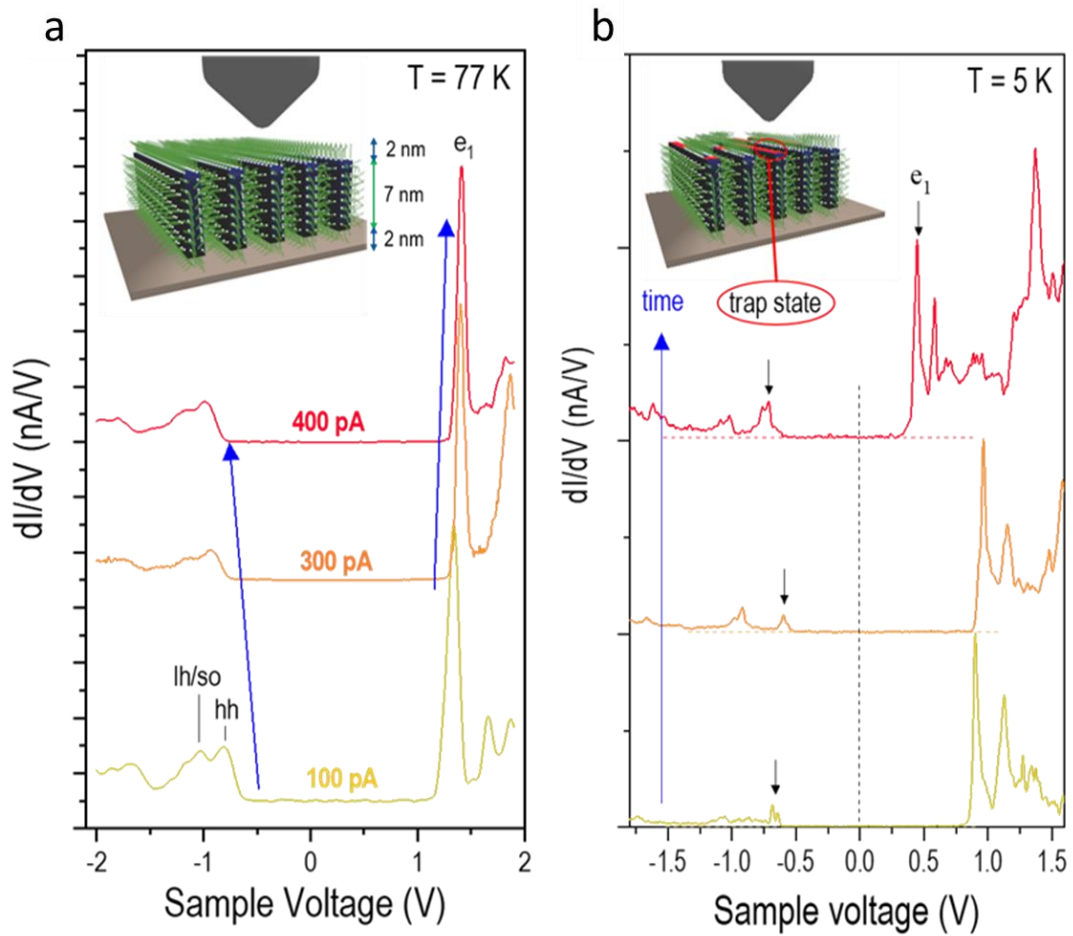 a
T = 77 K
2 nm
7 nm
2 nm
e₁
400 pA
300 pA
lh/so
hh
100 pA
dI/dV (nA/V)
-2
-1
0
1
2
Sample Voltage (V)
b
T = 5 K
e₁
time
trap state
dI/dV (nA/V)
-1.5
-1.0
-0.5
0.0
0.5
1.0
1.5
Sample voltage (V)